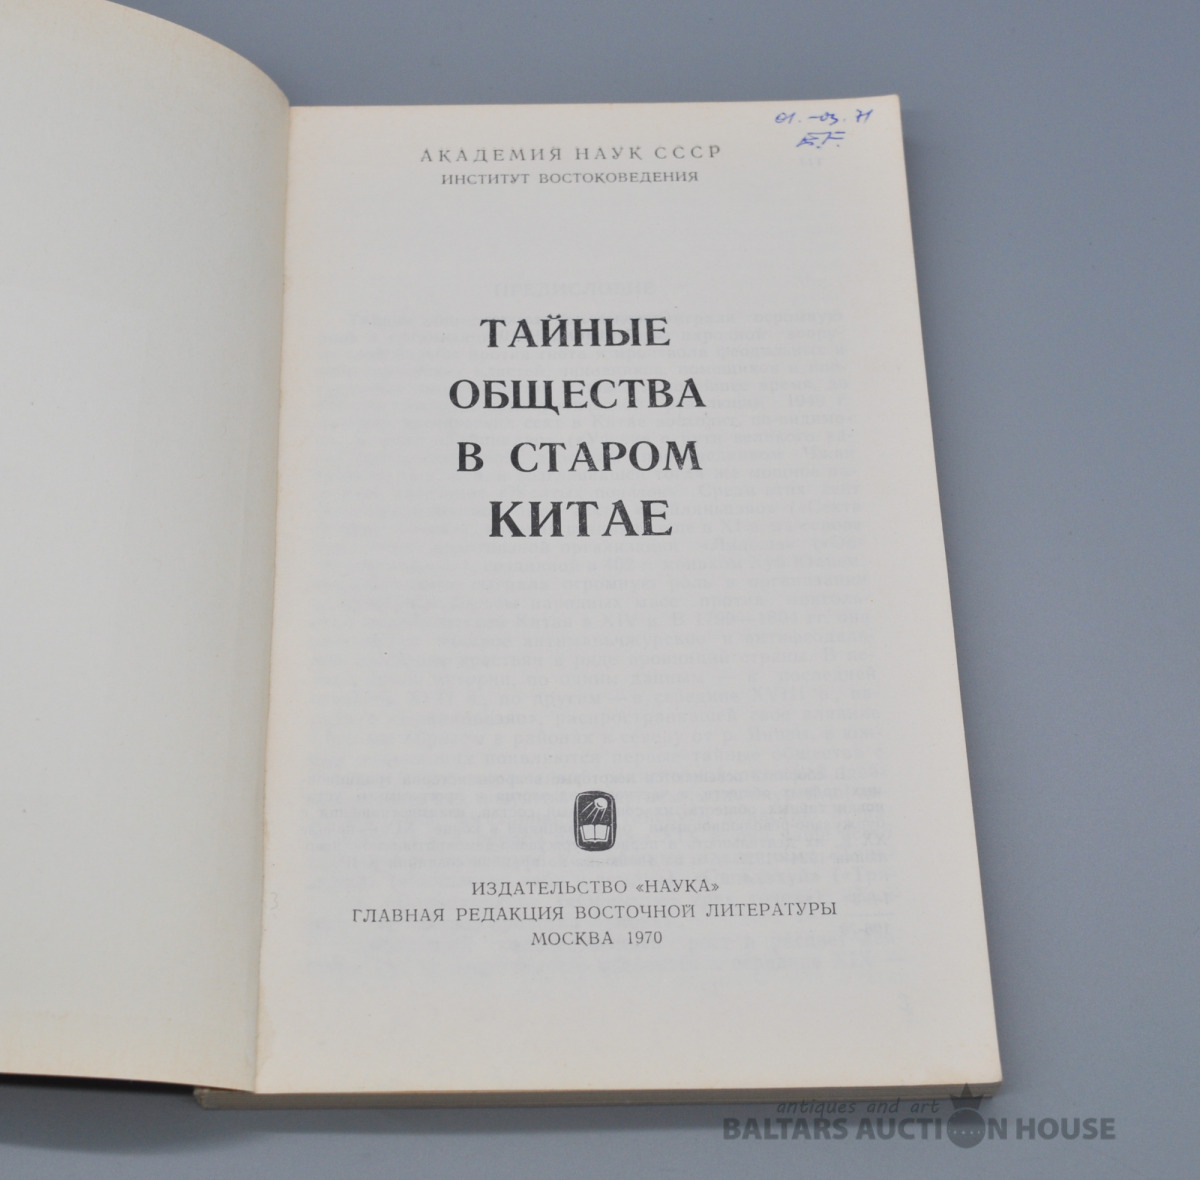 01.-03.71
АКАДЕМИЯ НАУК СССР
ИНСТИТУТ ВОСТОКОВЕДЕНИЯ
ТАЙНЫЕ
ОБЩЕСТВА
В СТАРОМ
КИТАЕ
ИЗДАТЕЛЬСТВО «НАУКА»
ГЛАВНАЯ РЕДАКЦИЯ ВОСТОЧНОЙ ЛИТЕРАТУРЫ
МОСКВА 1970
antiques and art
BALTARS AUCTION HOUSE